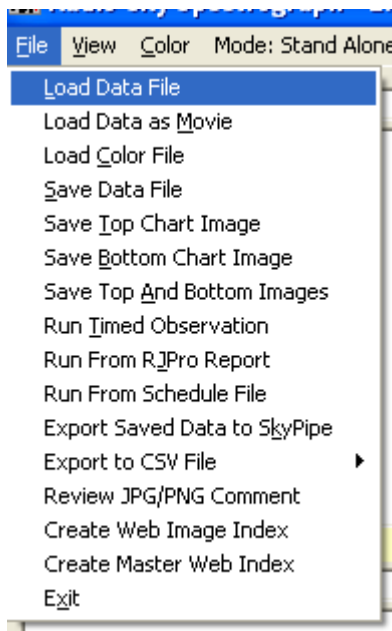 File View Color Mode: Stand Alone
Load Data File
Load Data as Movie
Load Color File
Save Data File
Save Top Chart Image
Save Bottom Chart Image
Save Top And Bottom Images
Run Timed Observation
Run From RJPro Report
Run From Schedule File
Export Saved Data to SkyPipe
Export to CSV File
Review JPG/PNG Comment
Create Web Image Index
Create Master Web Index
Exit